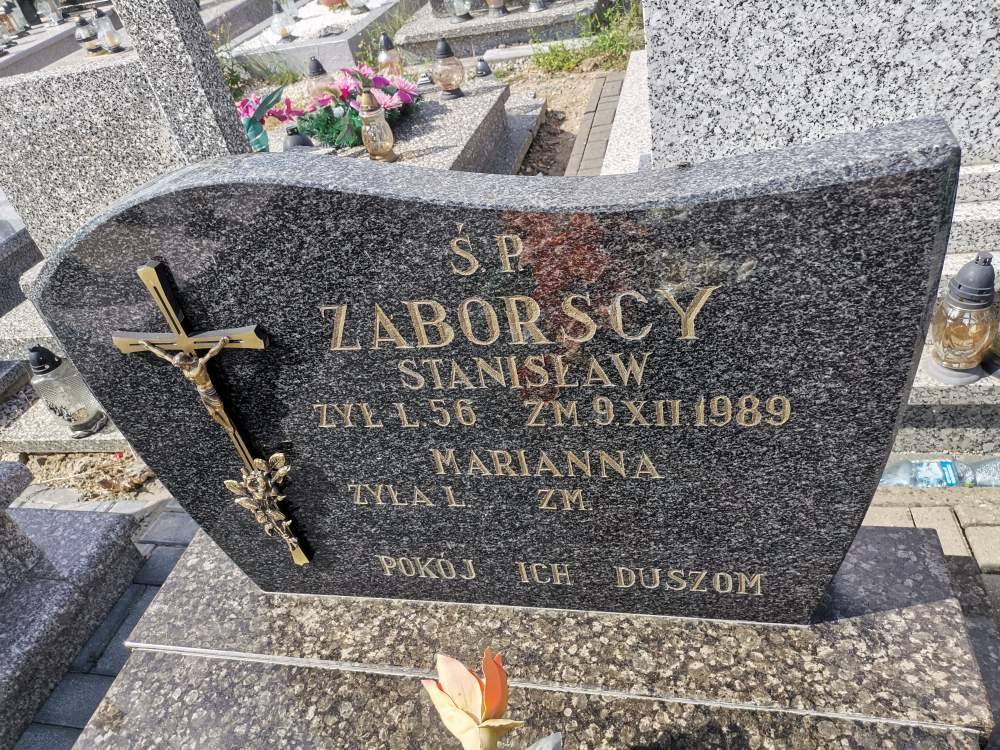 Ś P
ZABORSCY
STANISŁAW
ŻYŁ L 56 ZM 9 XII 1989
MARIANNA
ŻYŁA L ZM
POKÓJ ICH DUSZOM